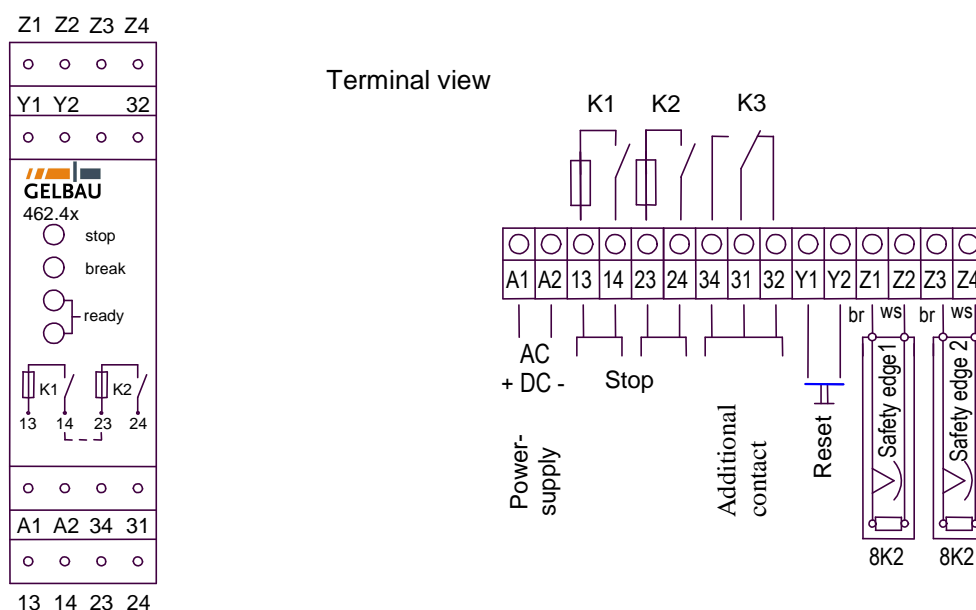 Z1 Z2 Z3 Z4
Y1 Y2 32
GELBAU
462.4x
stop
break
ready
K1 K2
13 14 23 24
A1 A2 34 31
13 14 23 24
Terminal view
K1 K2 K3
A1 A2 13 14 23 24 34 31 32 Y1 Y2 Z1 Z2 Z3 Z4
br ws br ws
AC
+ DC -
Stop
Power-
supply
Additional
contact
Reset
Safety edge1
Safety edge 2
8K2 8K2